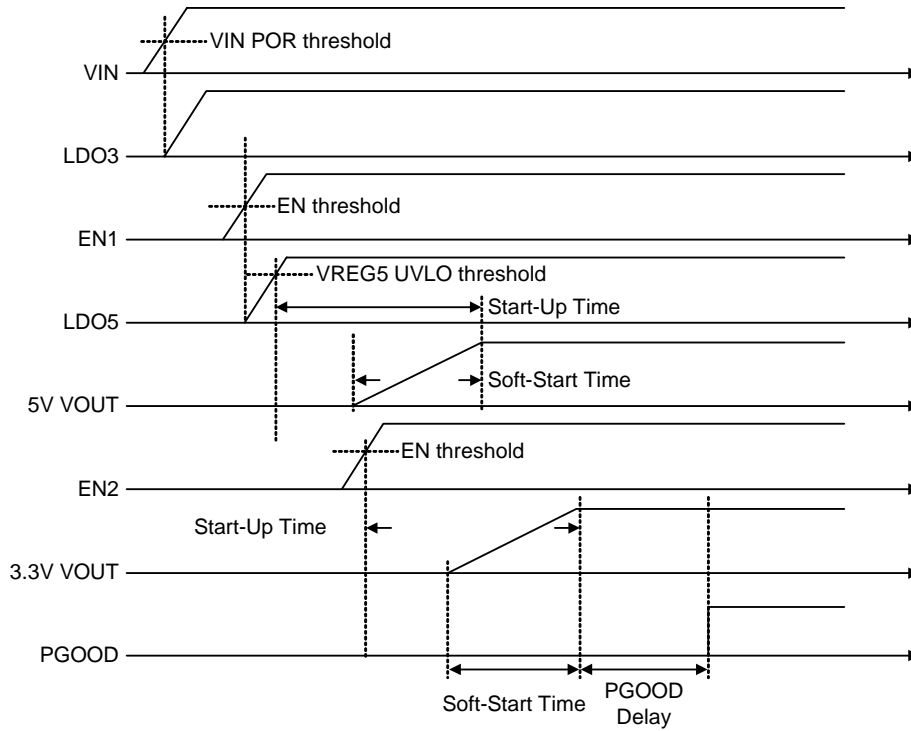 VIN POR threshold
VIN
LDO3
EN threshold
EN1
VREG5 UVLO threshold
Start-Up Time
LDO5
Soft-Start Time
5V VOUT
EN threshold
EN2
Start-Up Time
3.3V VOUT
PGOOD
Soft-Start Time
PGOOD
Delay